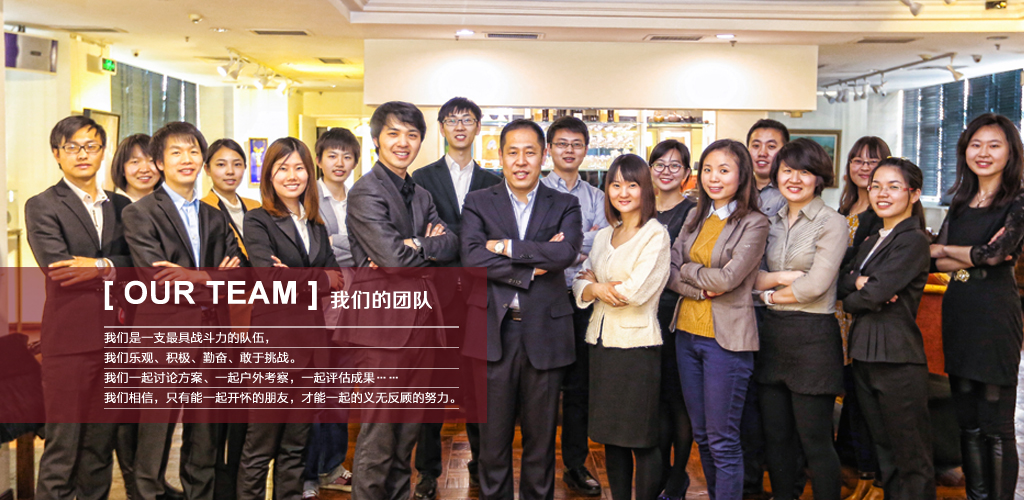 [ OUR TEAM ] 我们的团队
我们是一支最具战斗力的队伍,
我们乐观、积极、勤奋、敢于挑战。
我们一起讨论方案、一起户外考察，一起评估成果……
我们相信，只有能一起开怀的朋友，才能一起的义无反顾的努力。